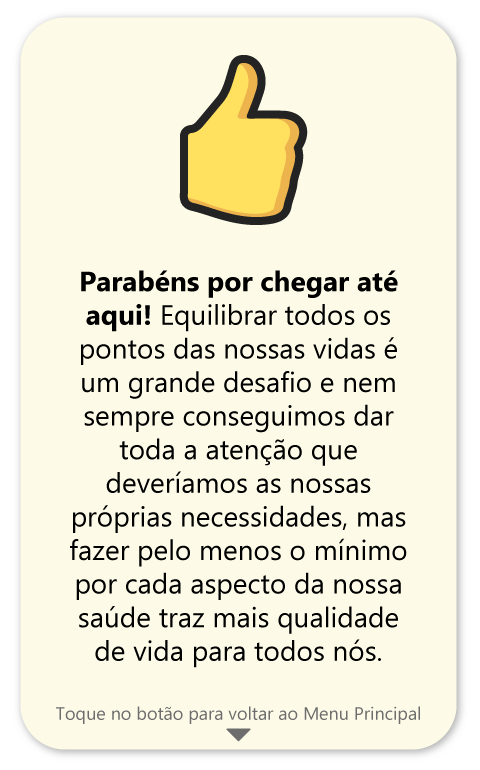 Parabéns por chegar até
aqui! Equilibrar todos os
pontos das nossas vidas é
um grande desafio e nem
sempre conseguimos dar
toda a atenção que
deveríamos as nossas
próprias necessidades, mas
fazer pelo menos o mínimo
por cada aspecto da nossa
saúde traz mais qualidade
de vida para todos nós.
Toque no botão para voltar ao Menu Principal